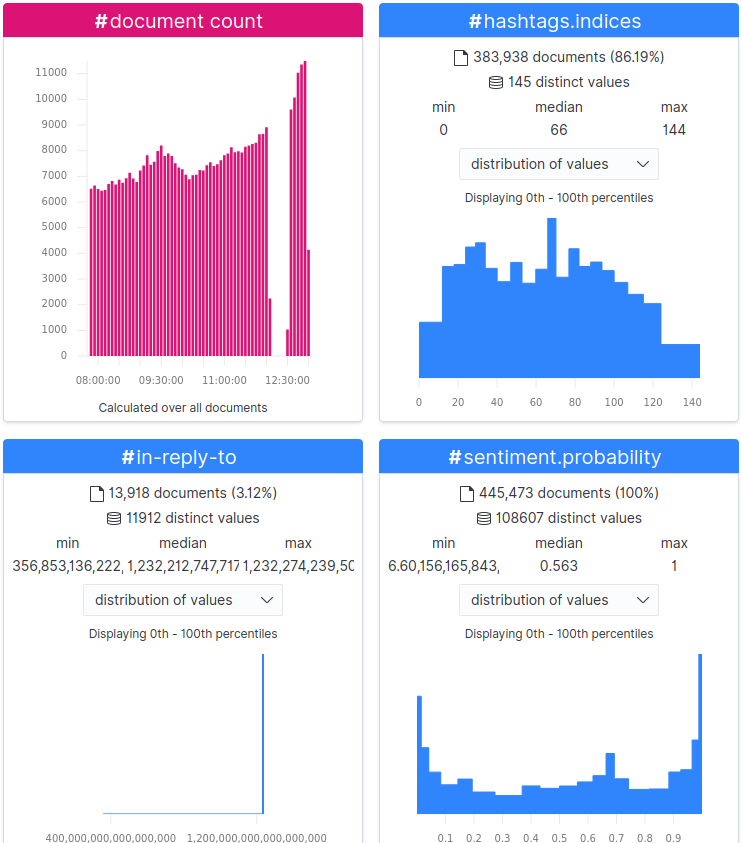 #document count
11000
10000
9000
8000
7000
6000
5000
4000
3000
2000
1000
0
08:00:00 09:30:00 11:00:00 12:30:00
Calculated over all documents
#hashtags.indices
383,938 documents (86.19%)
145 distinct values
min median max
0 66 144
distribution of values
Displaying 0th - 100th percentiles
0 20 40 60 80 100 120 140
#in-reply-to
13,918 documents (3.12%)
11912 distinct values
min median max
356,853,136,222, 1,232,212,747,717 1,232,274,239,50
distribution of values
Displaying 0th - 100th percentiles
400,000,000,000,000 1,200,000,000,000,000
#sentiment.probability
445,473 documents (100%)
108607 distinct values
min median max
6.60,156,165,843, 0.563 1
distribution of values
Displaying 0th - 100th percentiles
0.1 0.2 0.3 0.4 0.5 0.6 0.7 0.8 0.9